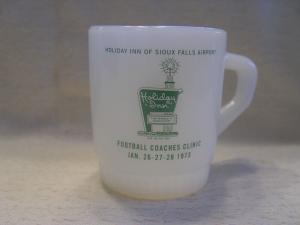 HOLIDAY INN OF SIOUX FALLS AIRPORT
Holiday
Inn
FOOTBALL COACHES CLINIC
JAN. 26-27-28 1973